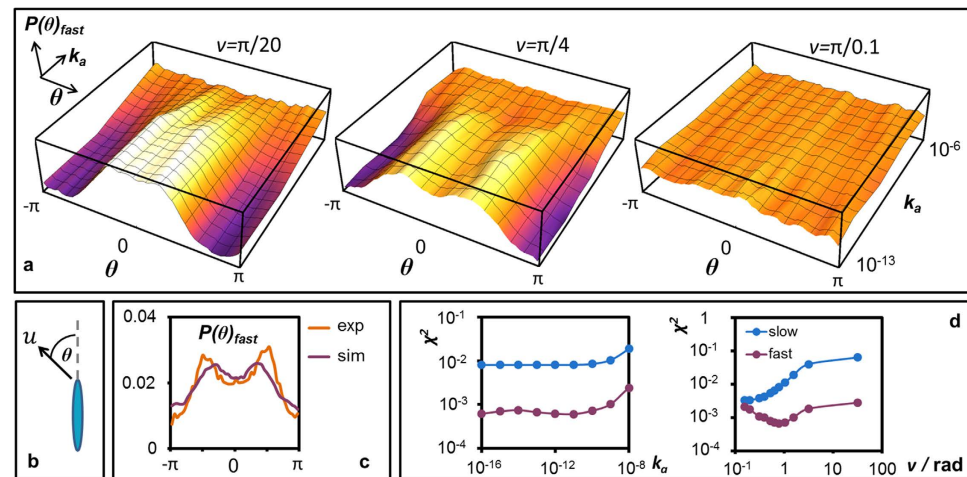 P(θ)fast
kₐ
θ
ν=π/20
ν=π/4
ν=π/0.1
-π
0
θ
π
-π
0
θ
π
-π
0
θ
π
10⁻¹³
kₐ
10⁻⁶
a
u
θ
b
P(θ)fast
exp
sim
0.04
0.02
0
-π
0
π
c
χ²
10⁻¹
10⁻²
10⁻³
10⁻⁴
10⁻¹⁶
10⁻¹²
10⁻⁸
kₐ
χ²
1
10⁻¹
10⁻²
10⁻³
10⁻⁴
slow
fast
10⁻¹
1.0
10
100
ν / rad
d